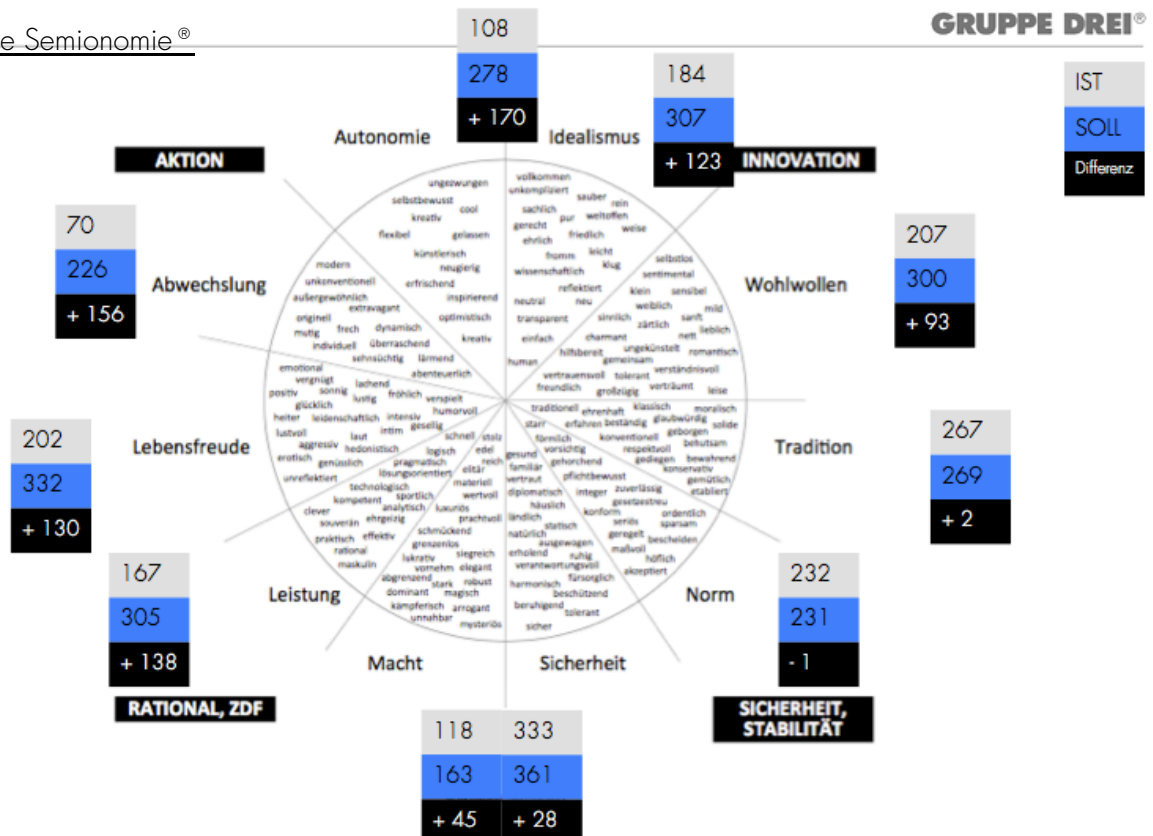 e Semionomie®
GRUPPE DREI®
IST
SOLL
Differenz
108
278
+ 170
184
307
+ 123
Autonomie
Idealismus
AKTION
INNOVATION
70
226
+ 156
Abwechslung
207
300
+ 93
Wohlwollen
202
332
+ 130
Lebensfreude
267
269
+ 2
Tradition
167
305
+ 138
Leistung
232
231
- 1
Norm
Macht
Sicherheit
RATIONAL, ZDF
SICHERHEIT,
STABILITÄT
118 333
163 361
+ 45 + 28
ungezwungen
selbstbewusst
cool
kreativ
flexibel
gelassen
künstlerisch
neugierig
erfrischend
inspirierend
optimistisch
kreativ
vollkommen
unkompliziert
sauber
rein
sachlich
pur
weltoffen
gerecht
weise
ehrlich
friedlich
fromm
leicht
klug
wissenschaftlich
reflektiert
neutral
neu
transparent
einfach
human
selbstlos
sentimental
klein
sensibel
weiblich
mild
sinnlich
sanft
zärtlich
lieblich
charmant
nett
hilfsbereit
ungekünstelt
romantisch
gemeinsam
verständnisvoll
vertrauensvoll
tolerant
freundlich
großzügig
verträumt
leise
modern
unkonventionell
außergewöhnlich
extravagant
originell
mutig
frech
dynamisch
individuell
überraschend
sehnsüchtig
lärmend
abenteuerlich
emotional
vergnügt
lachend
positiv
sonnig
lustig
fröhlich
verspielt
glücklich
humorvoll
heiter
leidenschaftlich
intensiv
gesellig
lustvoll
laut
intim
aggressiv
hedonistisch
erotisch
genüsslich
unreflektiert
schnell
stolz
logisch
edel
pragmatisch
reich
lösungsorientiert
elitär
technologisch
materiell
kompetent
sportlich
wertvoll
clever
analytisch
luxuriös
souverän
ehrgeizig
prachtvoll
praktisch
effektiv
schmückend
rational
grenzenlos
maskulin
lukrativ
siegreich
vornehm
elegant
abgrenzend
stark
robust
dominant
magisch
kämpferisch
arrogant
unnahbar
mysteriös
traditionell
ehrenhaft
klassisch
moralisch
starr
erfahren
beständig
glaubwürdig
solide
förmlich
konventionell
geborgen
vorsichtig
respektvoll
behutsam
gesund
gehorchend
gediegen
bewahrend
familiär
konservativ
vertraut
pflichtbewusst
gemütlich
diplomatisch
integer
zuverlässig
etabliert
häuslich
gesetzestreu
ländlich
konform
ordentlich
statisch
seriös
sparsam
natürlich
geregelt
bescheiden
ausgewogen
maßvoll
erholend
ruhig
höflich
verantwortungsvoll
akzeptiert
harmonisch
fürsorglich
beschützend
beruhigend
tolerant
sicher